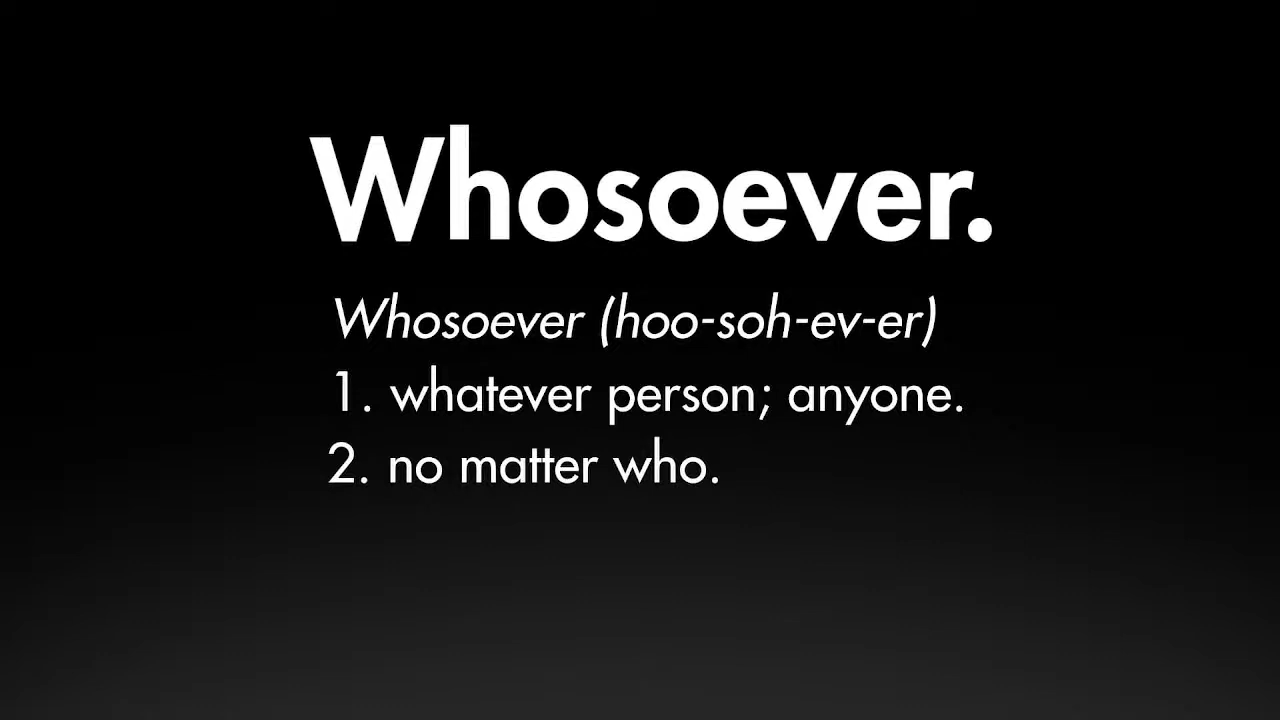 Whosoever.
Whosoever (hoo-soh-ev-er)
1. whatever person; anyone.
2. no matter who.